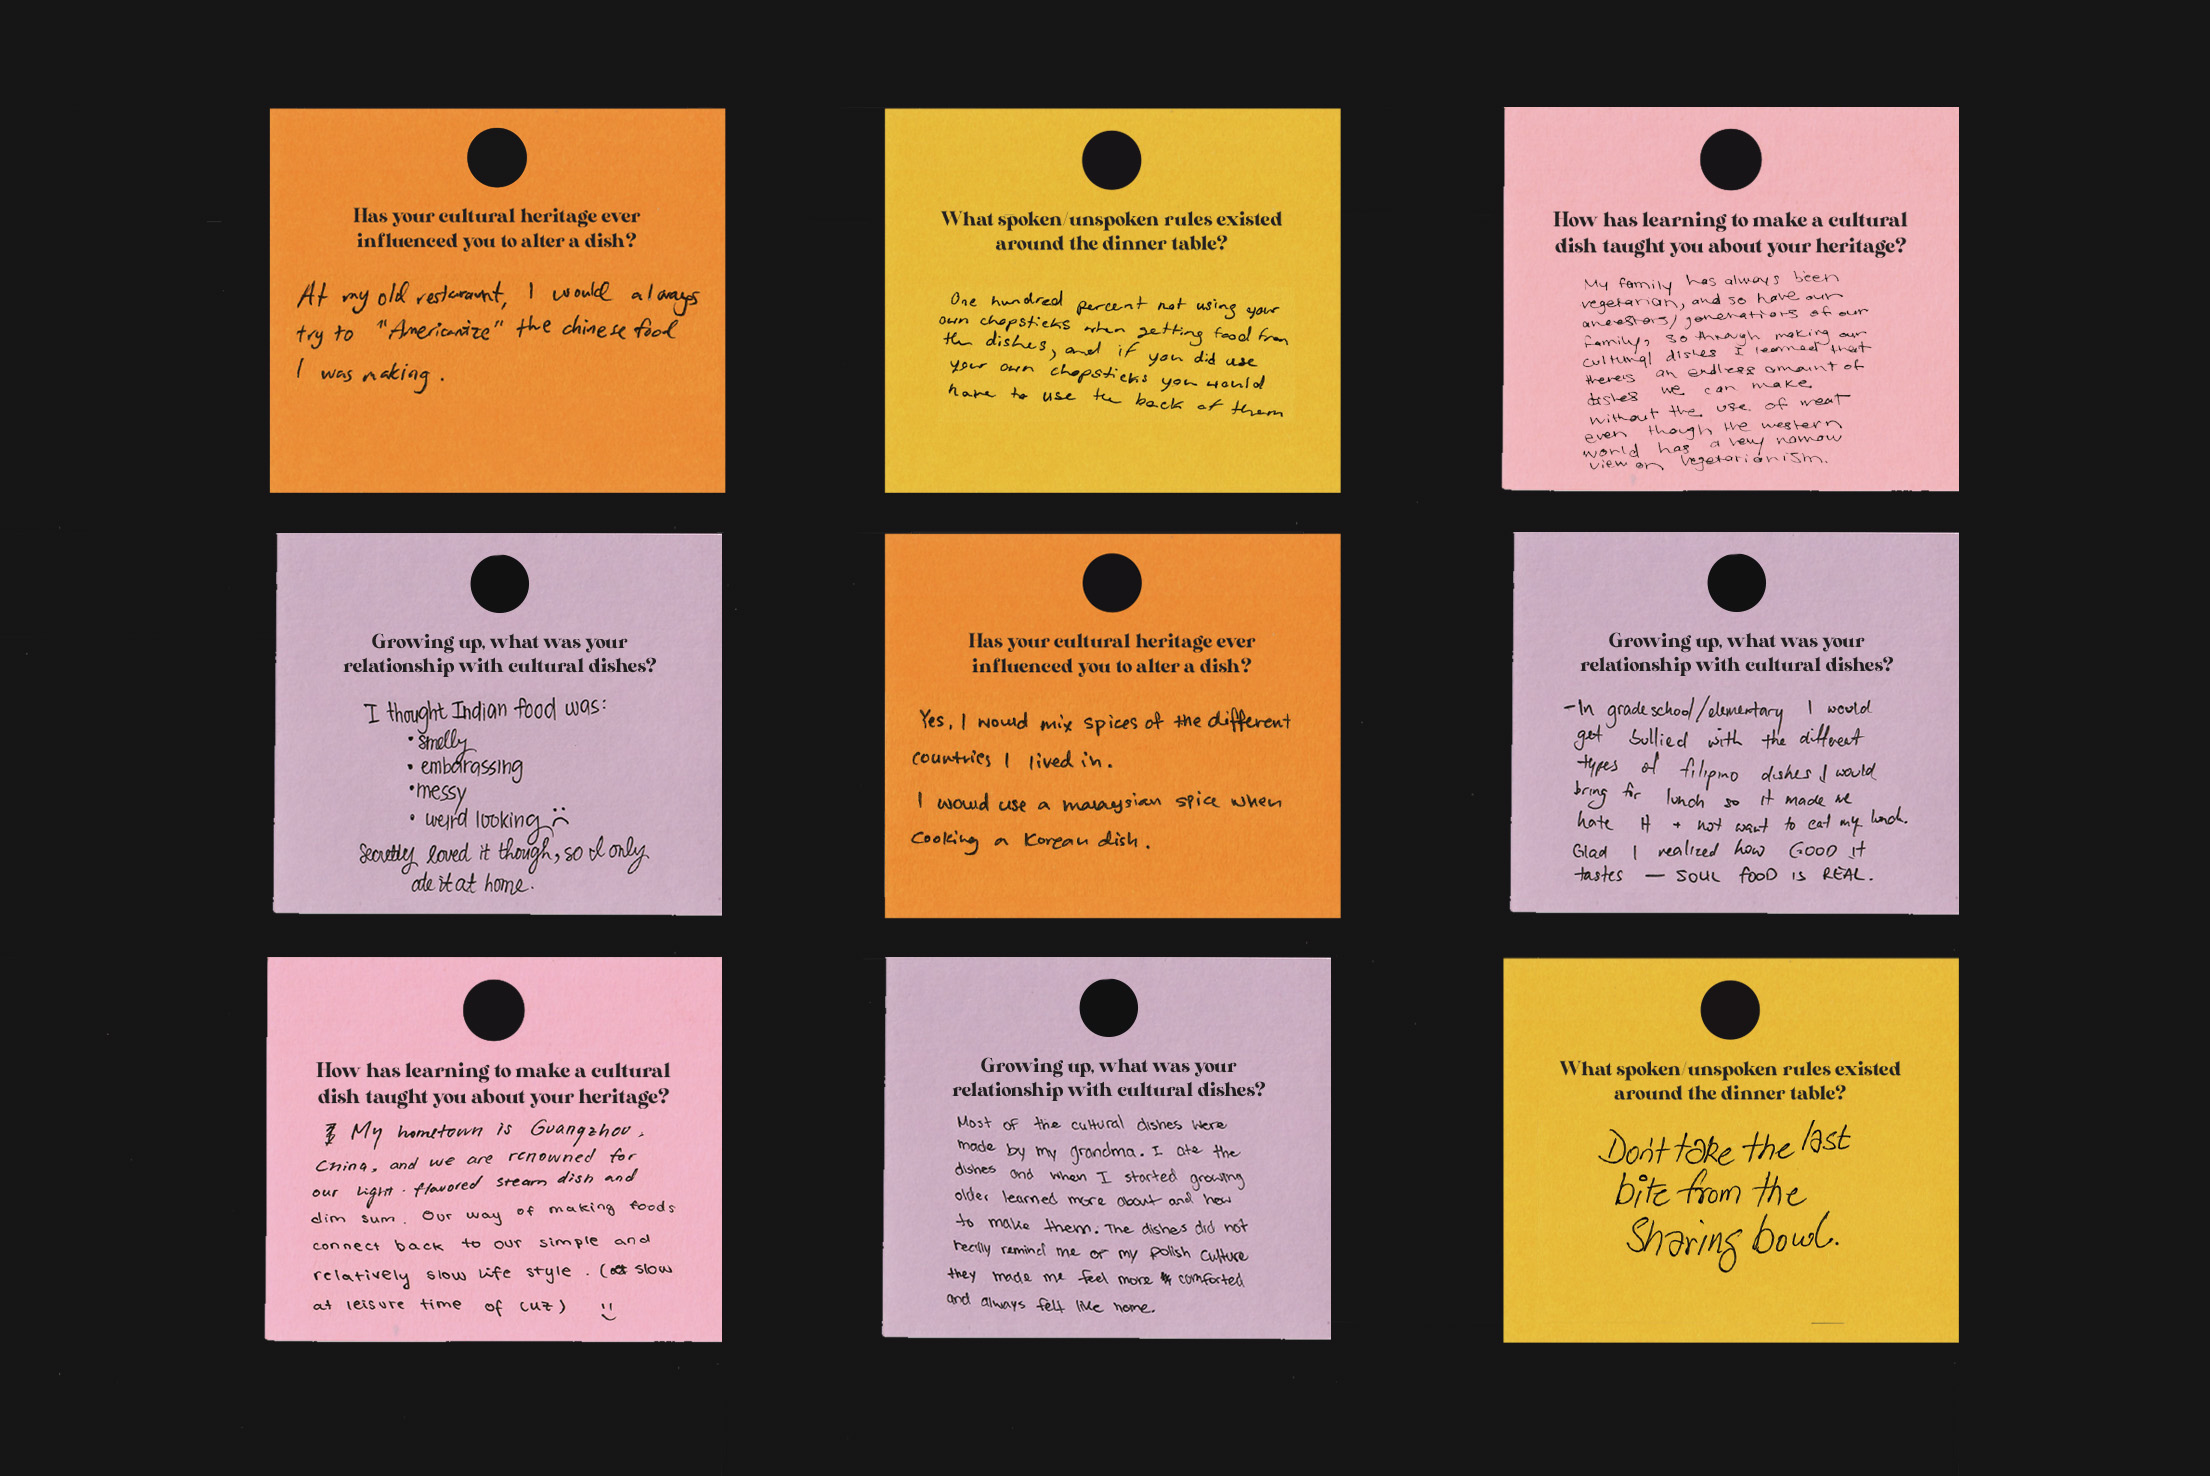 Has your cultural heritage ever
influenced you to alter a dish?
At my old restaraunt, I would always
try to "Americanize" the chinese food
I was making.
What spoken/unspoken rules existed
around the dinner table?
One hundred percent not using your
own chopsticks when getting food from
the dishes, and if you did use
your own chopsticks you would
have to use the back of them
How has learning to make a cultural
dish taught you about your heritage?
My family has always been
vegetarian, and so have our
ancestors/generations of our
family, so through making our
cultural dishes I learned that
there's an endless amount of
dishes we can make
without the use of meat
even though the western
world has a very narrow
view on vegetarianism.
Growing up, what was your
relationship with cultural dishes?
I thought Indian food was:
• smelly
• embarassing
• messy
• weird looking ☹
Secretly loved it though, so I only
ate it at home.
Has your cultural heritage ever
influenced you to alter a dish?
Yes, I would mix spices of the different
countries I lived in.
I would use a malaysian spice when
cooking a Korean dish.
Growing up, what was your
relationship with cultural dishes?
-In gradeschool/elementary I would
get bullied with the different
types of filipino dishes I would
bring for lunch so it made me
hate it + not want to eat my lunch.
Glad I realized how GOOD it
tastes — SOUL FOOD IS REAL.
How has learning to make a cultural
dish taught you about your heritage?
My hometown is Guangzhou,
China, and we are renowned for
our light-flavored steam dish and
dim sum. Our way of making foods
connect back to our simple and
relatively slow life style. (slow
at leisure time of cuz) :)
Growing up, what was your
relationship with cultural dishes?
Most of the cultural dishes were
made by my grandma. I ate the
dishes and when I started growing
older learned more about and how
to make them. The dishes did not
really remind me of my Polish culture
they made me feel more comforted
and always felt like home.
What spoken/unspoken rules existed
around the dinner table?
Don't take the last
bite from the
Sharing bowl.